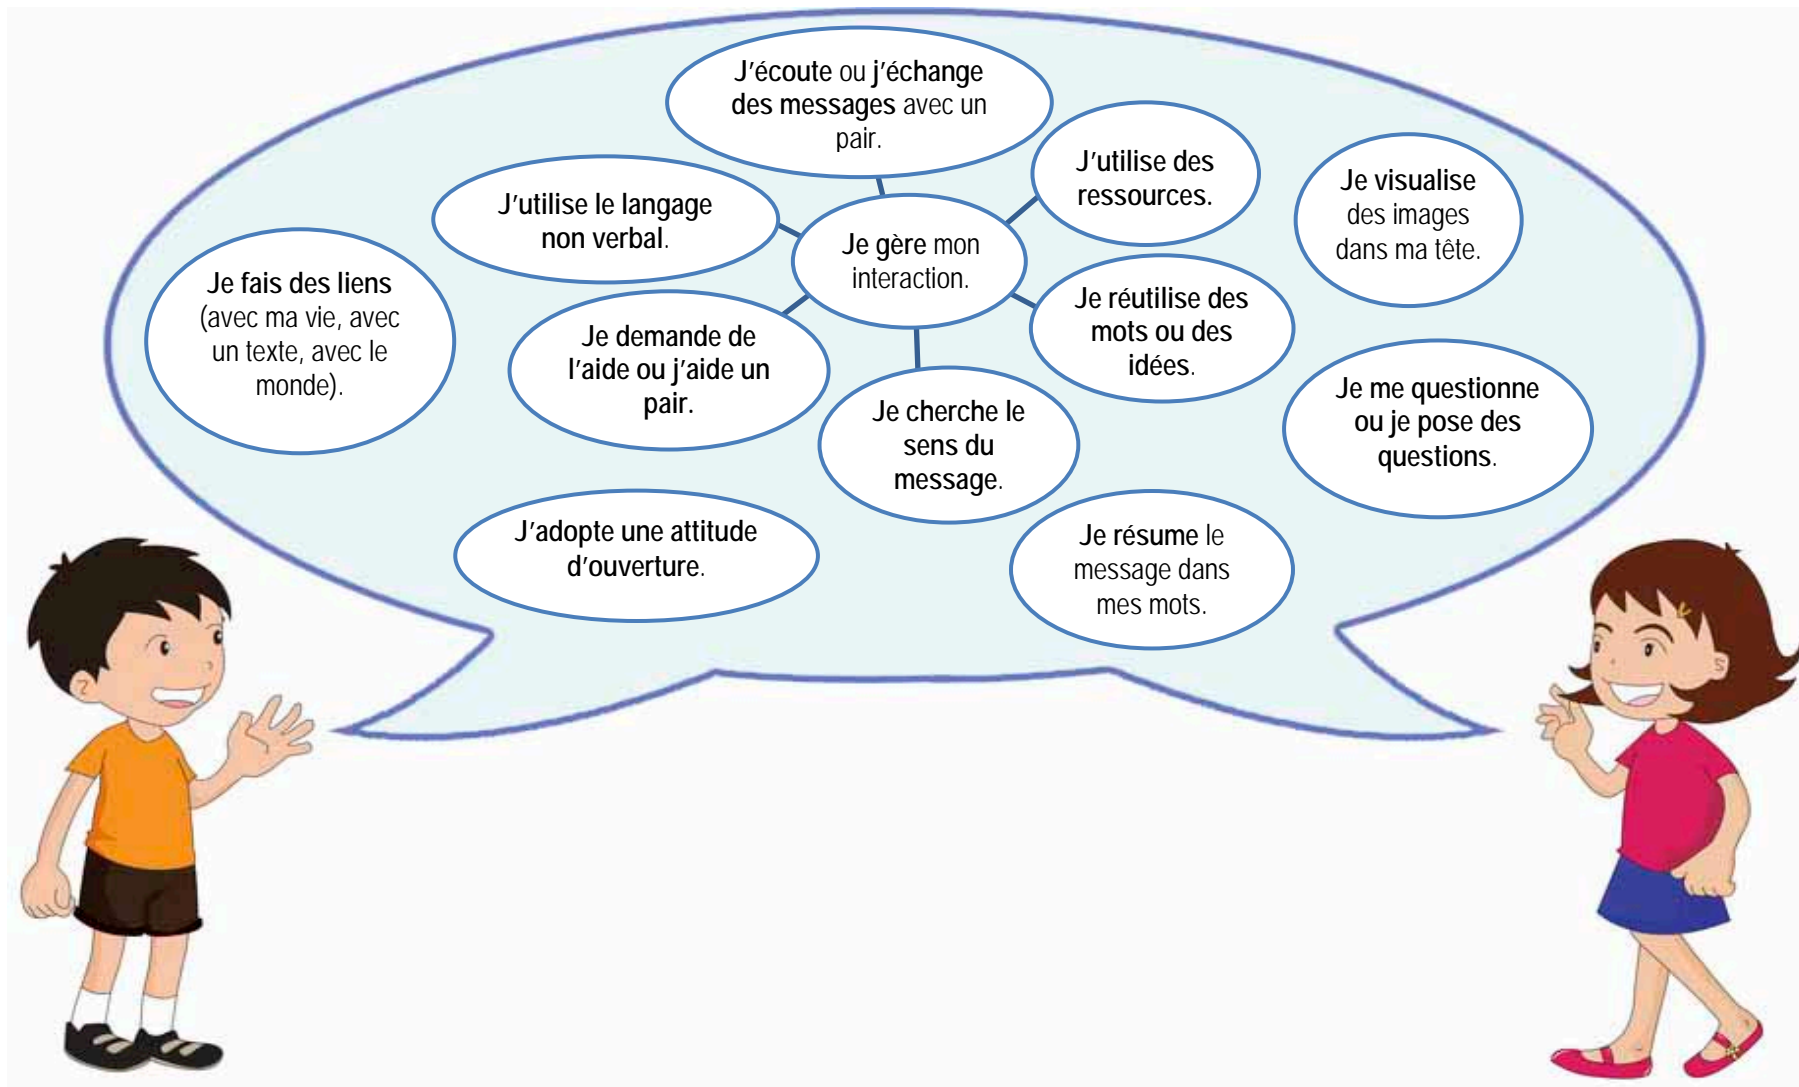 J’écoute ou j’échange
des messages avec un
pair.
J’utilise des
ressources.
Je visualise
des images
dans ma tête.
J’utilise le langage
non verbal.
Je gère mon
interaction.
Je fais des liens
(avec ma vie, avec
un texte, avec le
monde).
Je demande de
l’aide ou j’aide un
pair.
Je réutilise des
mots ou des
idées.
Je cherche le
sens du
message.
Je me questionne
ou je pose des
questions.
J’adopte une attitude
d’ouverture.
Je résume le
message dans
mes mots.